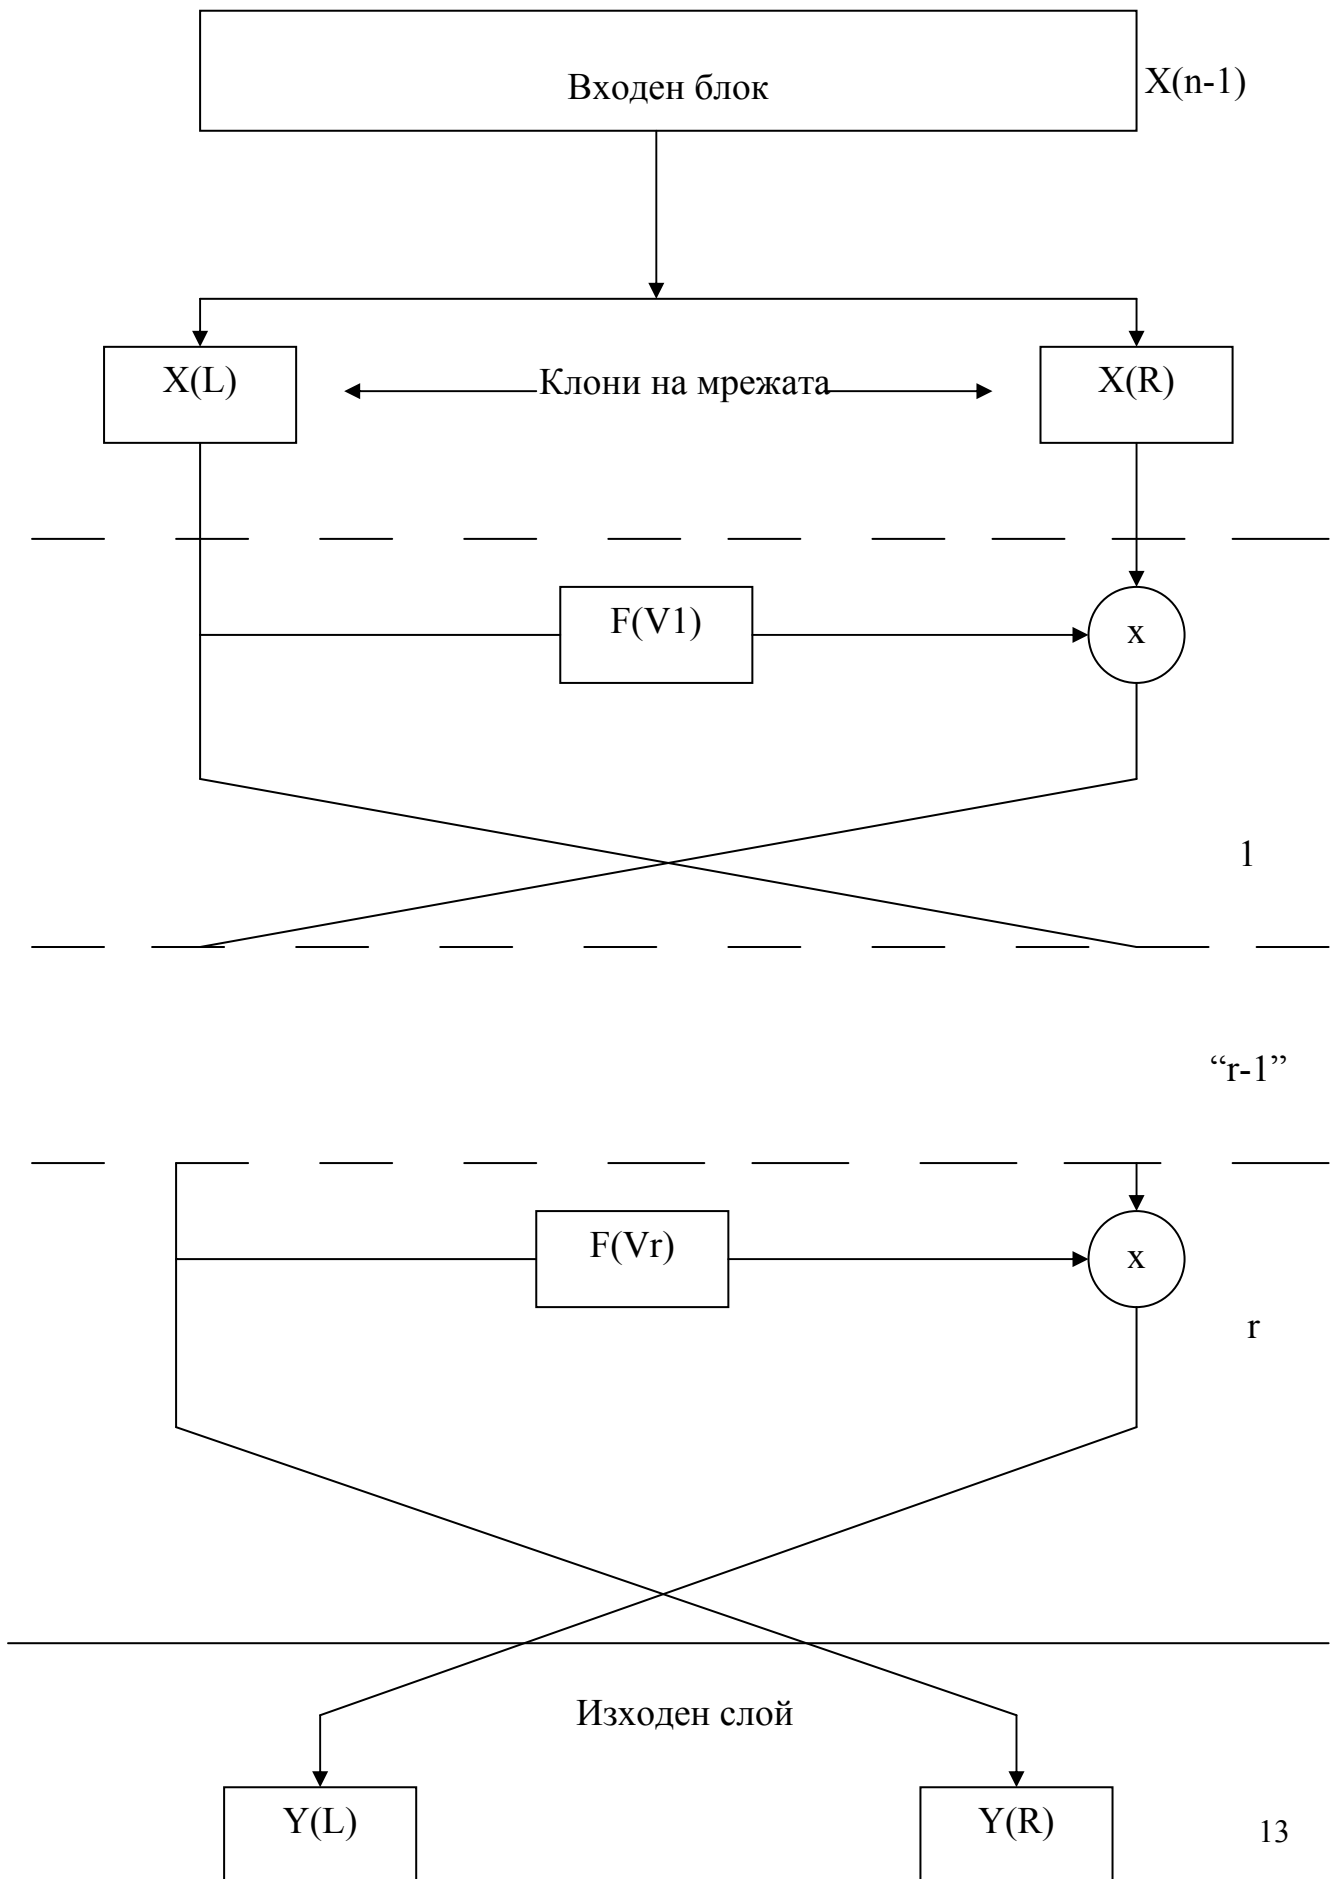 Входен блок
X(n-1)
X(L)
Клони на мрежата
X(R)
F(V1)
x
1
“r-1”
F(Vr)
x
r
Изходен слой
Y(L)
Y(R)
13